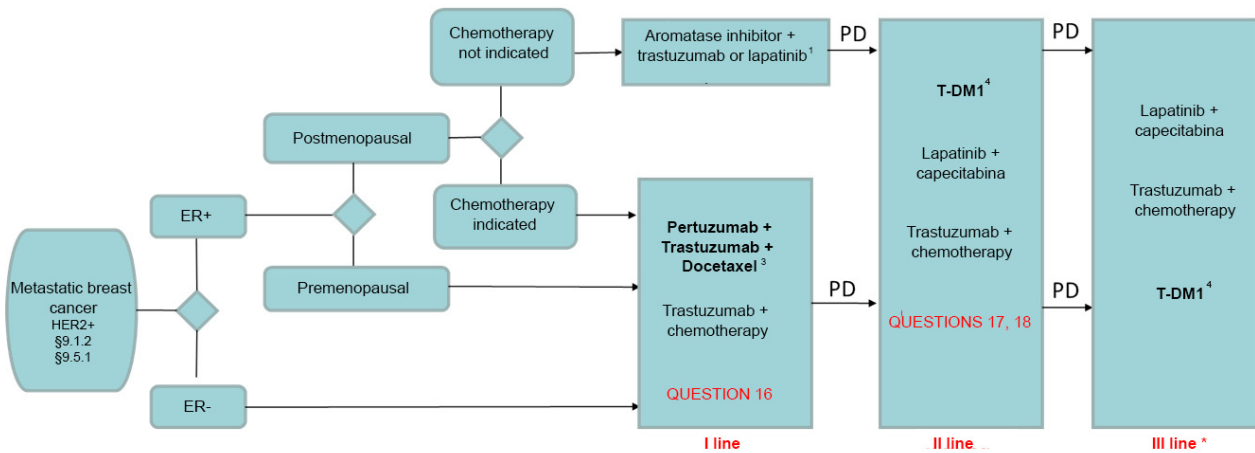 Chemotherapy
not indicated
Aromatase inhibitor +
trastuzumab or lapatinib¹
PD
PD
T-DM1⁴
Lapatinib +
capecitabina
Trastuzumab +
chemotherapy
QUESTIONS 17, 18
II line
Lapatinib +
capecitabina
Trastuzumab +
chemotherapy
T-DM1⁴
III line *
Postmenopausal
Chemotherapy
indicated
ER+
Premenopausal
Metastatic breast
cancer
HER2+
§9.1.2
§9.5.1
ER-
Pertuzumab +
Trastuzumab +
Docetaxel ³
Trastuzumab +
chemotherapy
QUESTION 16
I line
PD
PD